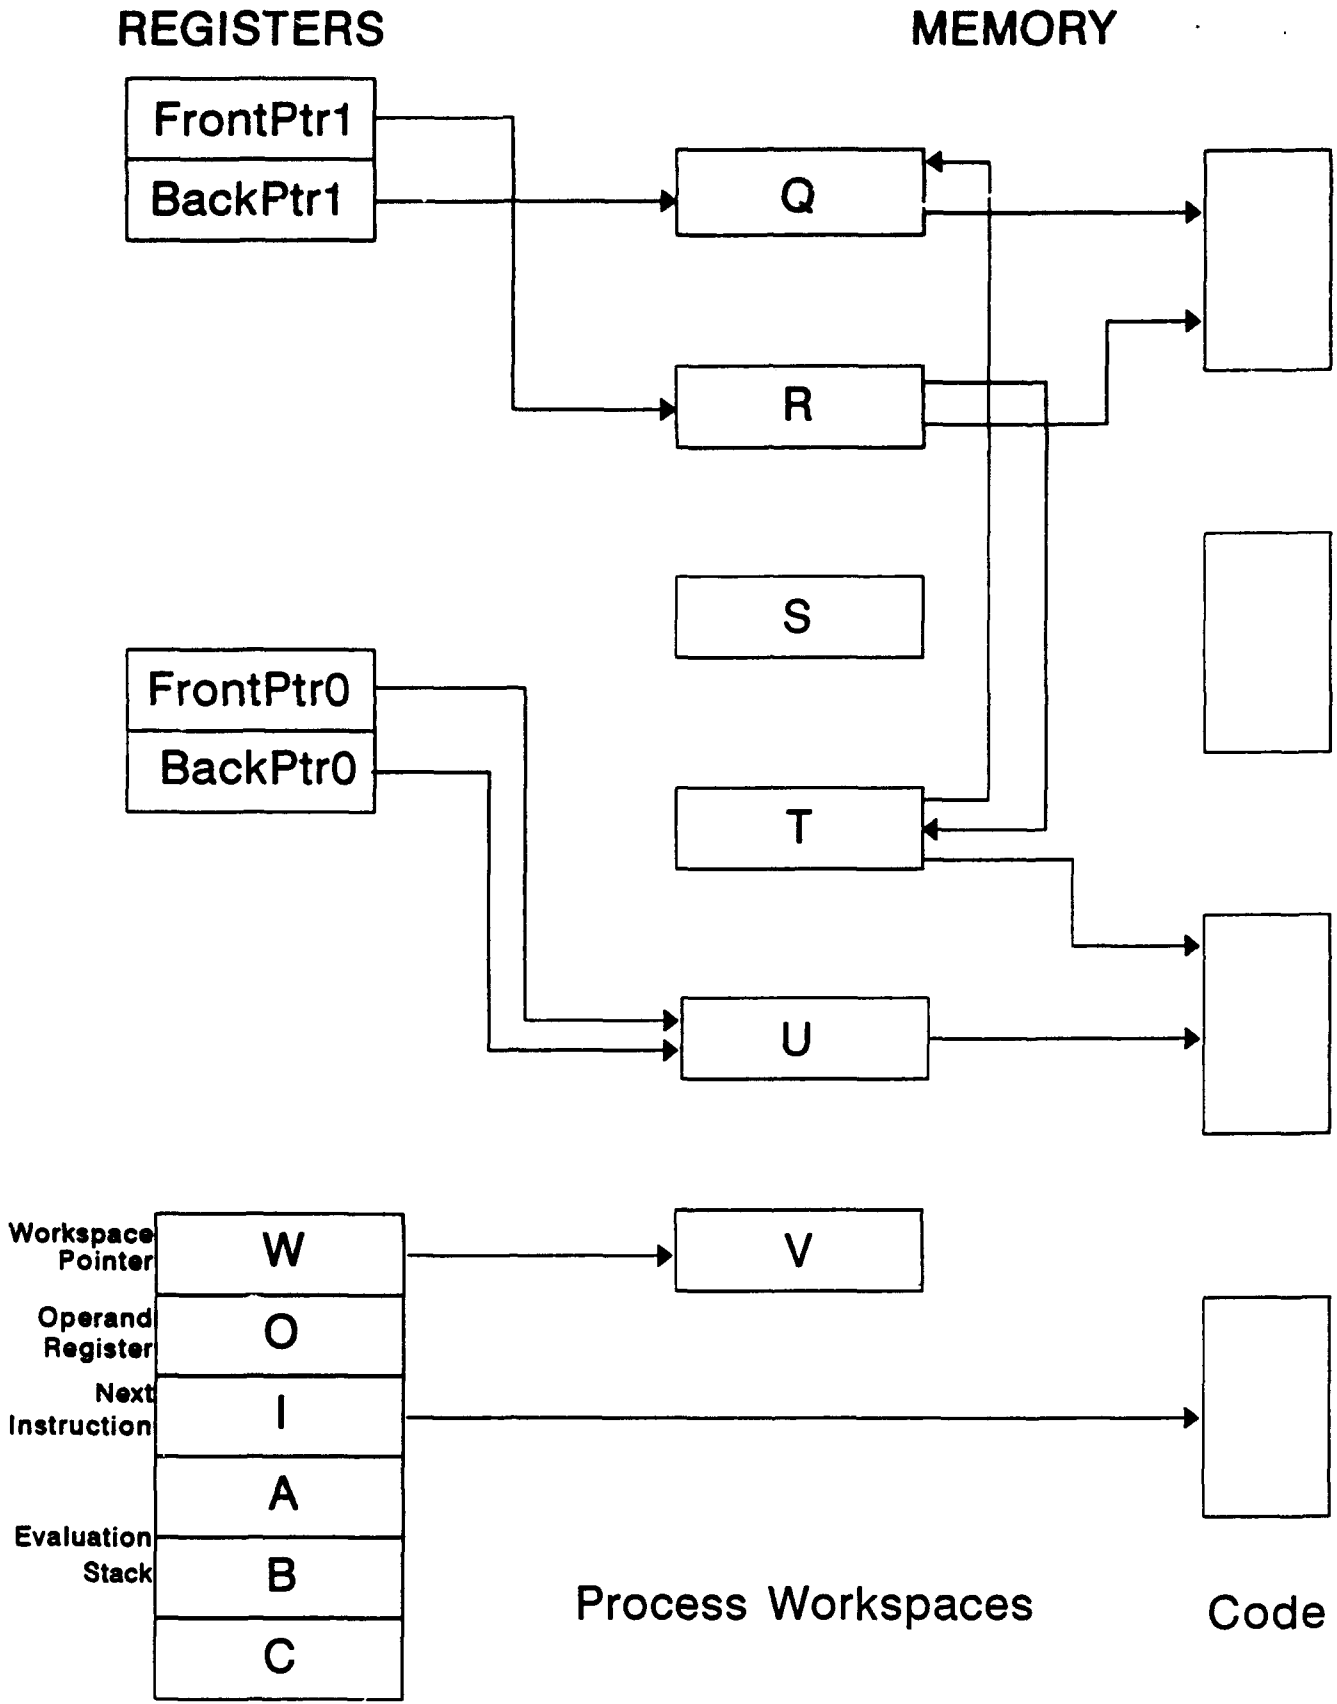 REGISTERS
MEMORY
FrontPtr1
BackPtr1
Q
R
S
FrontPtr0
BackPtr0
T
U
Workspace
Pointer
W
V
Operand
Register
O
Next
Instruction
I
A
Evaluation
Stack
B
C
Process Workspaces
Code